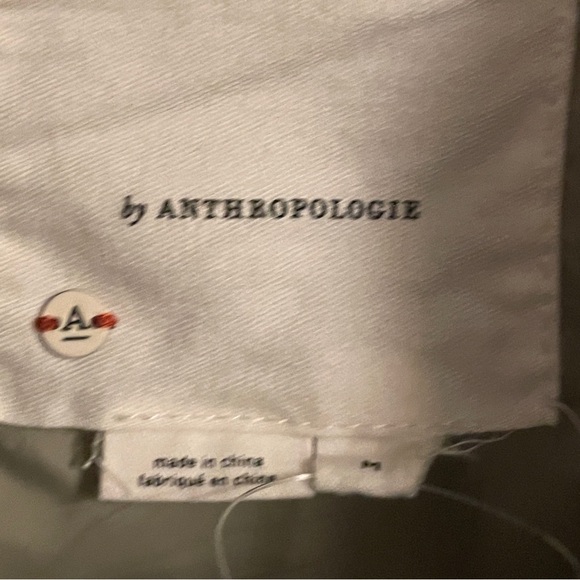 by ANTHROPOLOGIE
A
made in china
fabriqué en chine
M